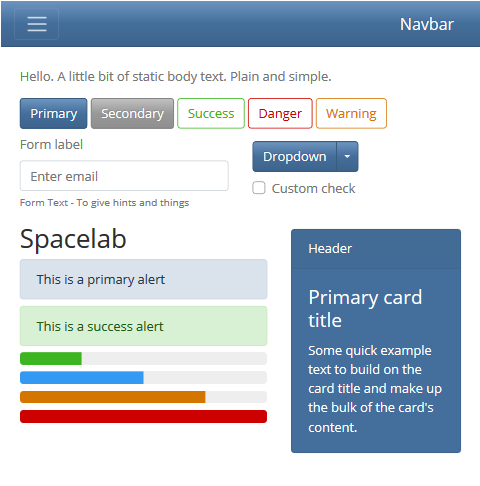 Navbar
Hello. A little bit of static body text. Plain and simple.
Primary Secondary Success Danger Warning
Form label
Enter email
Form Text - To give hints and things
Dropdown
Custom check
Spacelab
This is a primary alert
This is a success alert
Header
Primary card
title
Some quick example
text to build on the
card title and make up
the bulk of the card's
content.